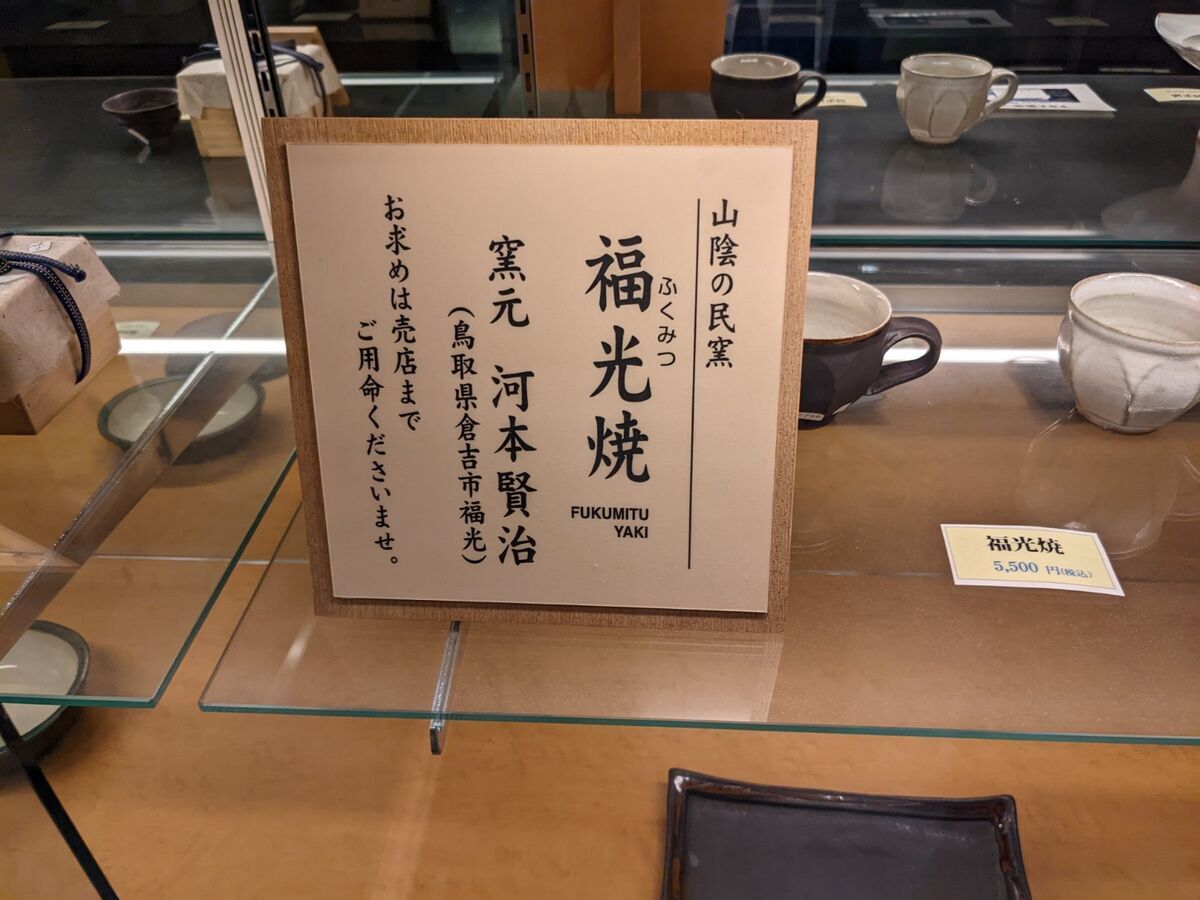 山陰の民窯
ふくみつ
福光焼
FUKUMITU
YAKI
窯元 河本賢治
(鳥取県倉吉市福光)
お求めは売店まで
ご用命くださいませ。
福光焼
5,500 円(税込)